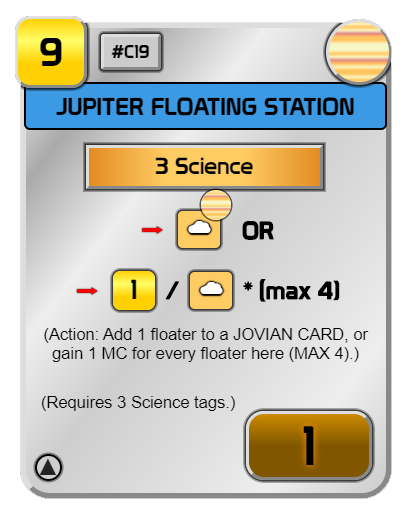 9 #C19
JUPITER FLOATING STATION
3 Science
OR
1 / * (max 4)
(Action: Add 1 floater to a JOVIAN CARD, or
gain 1 MC for every floater here (MAX 4).)
(Requires 3 Science tags.)
1